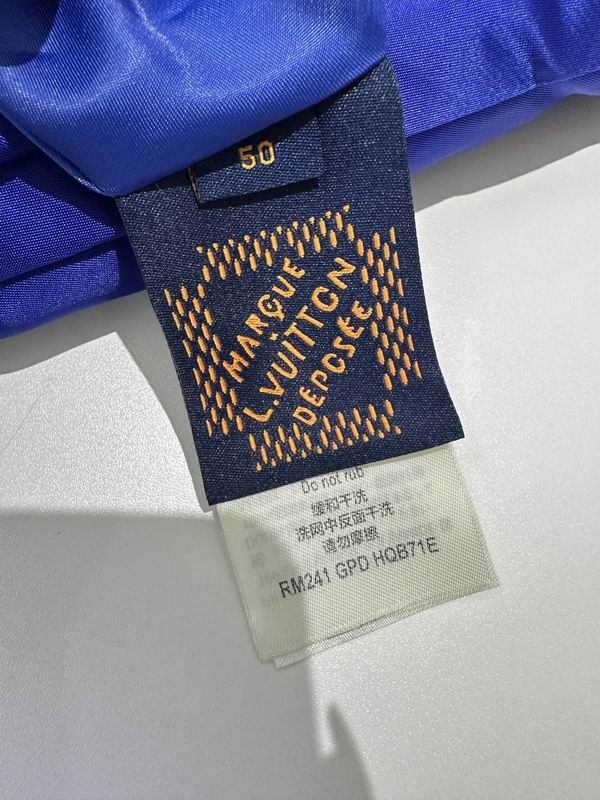 50
MARQUE
L.VUITTON
DÉPOSÉE
Do not rub
缓和干洗
洗网中反面干洗
请勿摩擦
RM241 GPD HQB71E